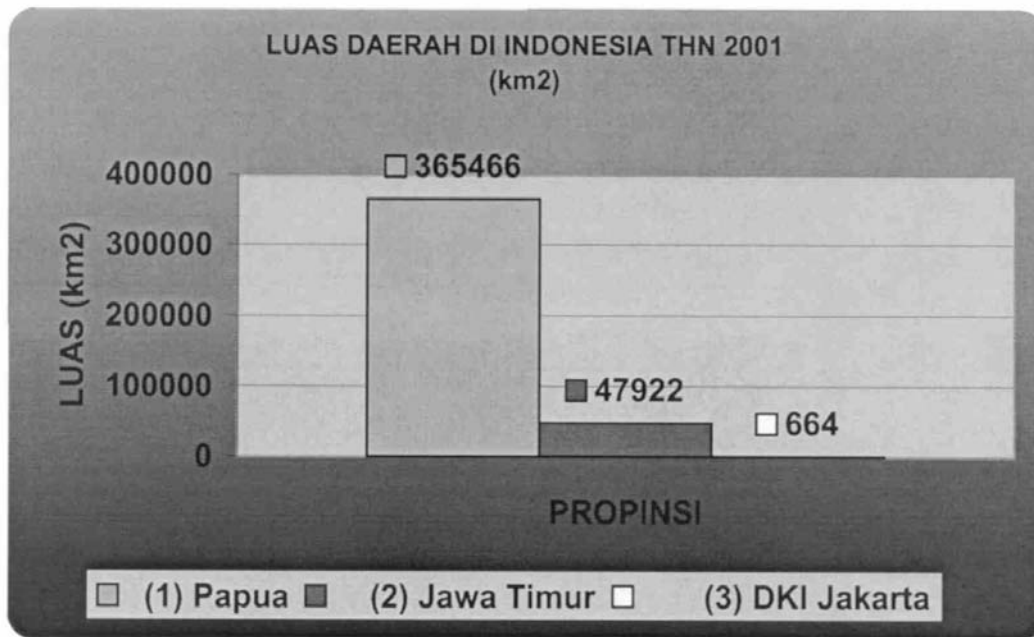 LUAS DAERAH DI INDONESIA THN 2001
(km2)
LUAS (km2)
400000
300000
200000
100000
0
365466
47922
664
PROPINSI
(1) Papua (2) Jawa Timur (3) DKI Jakarta